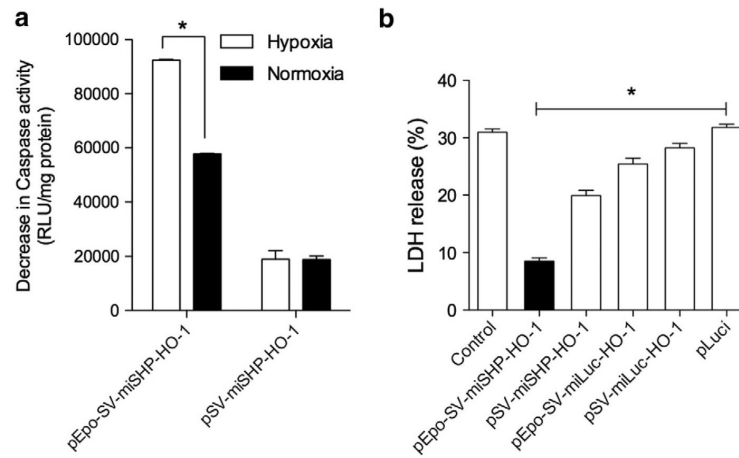 a
Decrease in Caspase activity
(RLU/mg protein)
100000
80000
60000
40000
20000
0
*
Hypoxia
Normoxia
pEpo-SV-miSHP-HO-1
pSV-miSHP-HO-1
b
LDH release (%)
40
30
20
10
0
*
Control
pEpo-SV-miSHP-HO-1
pSV-miSHP-HO-1
pEpo-SV-miLuc-HO-1
pSV-miLuc-HO-1
pLuci